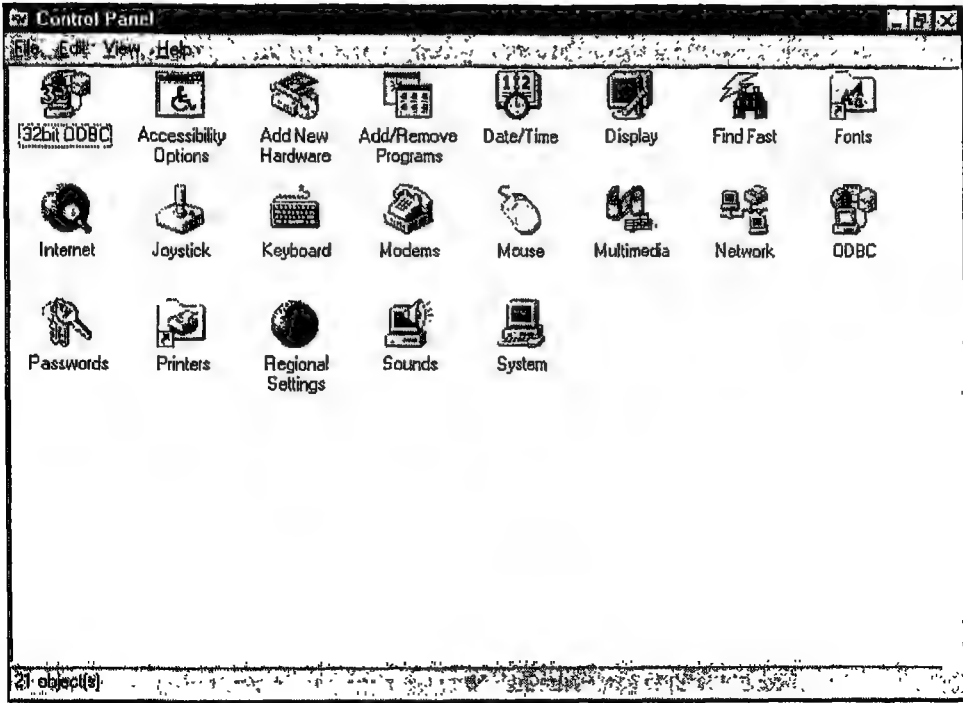 Control Panel
File Edit View Help
32bit ODBC Accessibility Options Add New Hardware Add/Remove Programs Date/Time Display Find Fast Fonts
Internet Joystick Keyboard Modems Mouse Multimedia Network ODBC
Passwords Printers Regional Settings Sounds System
21 object(s)